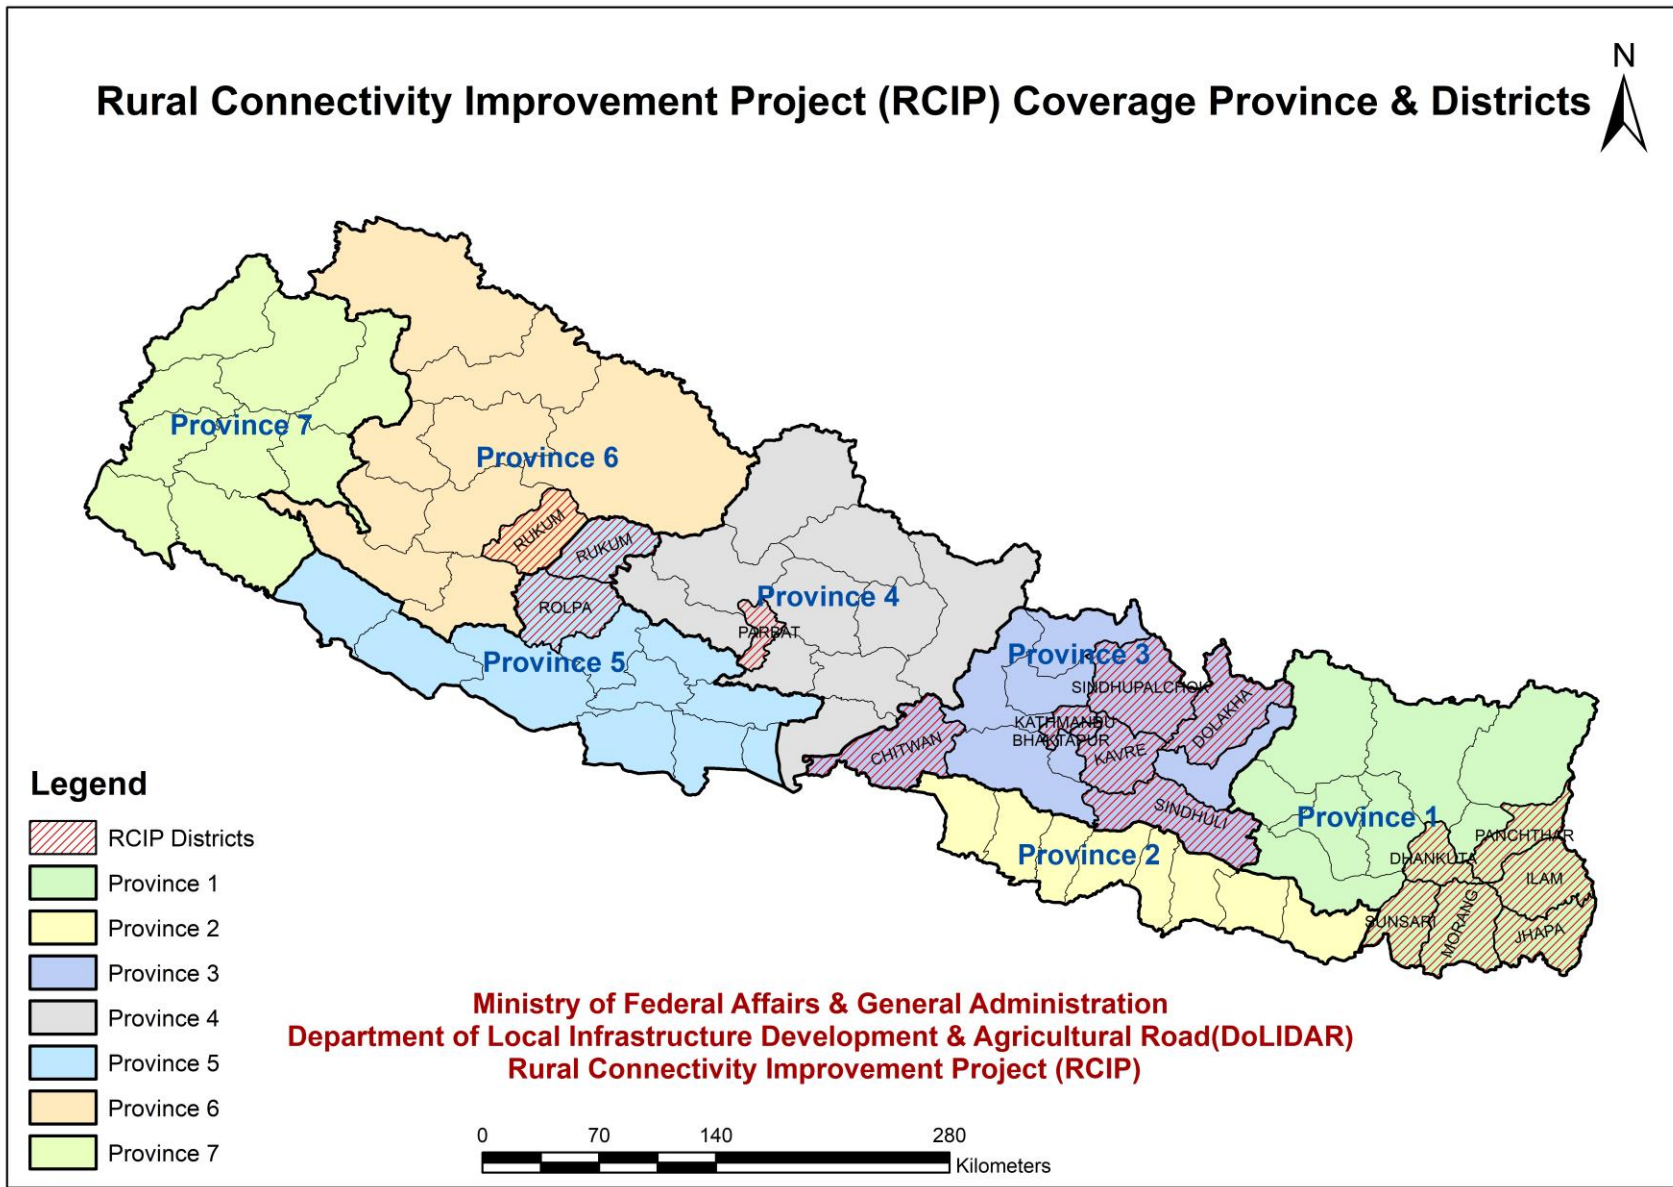 N
Rural Connectivity Improvement Project (RCIP) Coverage Province & Districts
Province 7
Province 6
RUKUM
RUKUM
Province 4
ROLPA
PARBAT
Province 5
Province 3
SINDHUPALCHOK
KATHMANDU
DOLAKHA
BHAKTAPUR
CHITWAN
KAVRE
SINDHULI
Province 1
PANCHTHAR
Province 2
DHANKUTA
ILAM
SUNSARI
MORANG
JHAPA
Legend
RCIP Districts
Province 1
Province 2
Province 3
Province 4
Province 5
Province 6
Province 7
Ministry of Federal Affairs & General Administration
Department of Local Infrastructure Development & Agricultural Road(DoLIDAR)
Rural Connectivity Improvement Project (RCIP)
0 70 140 280
Kilometers